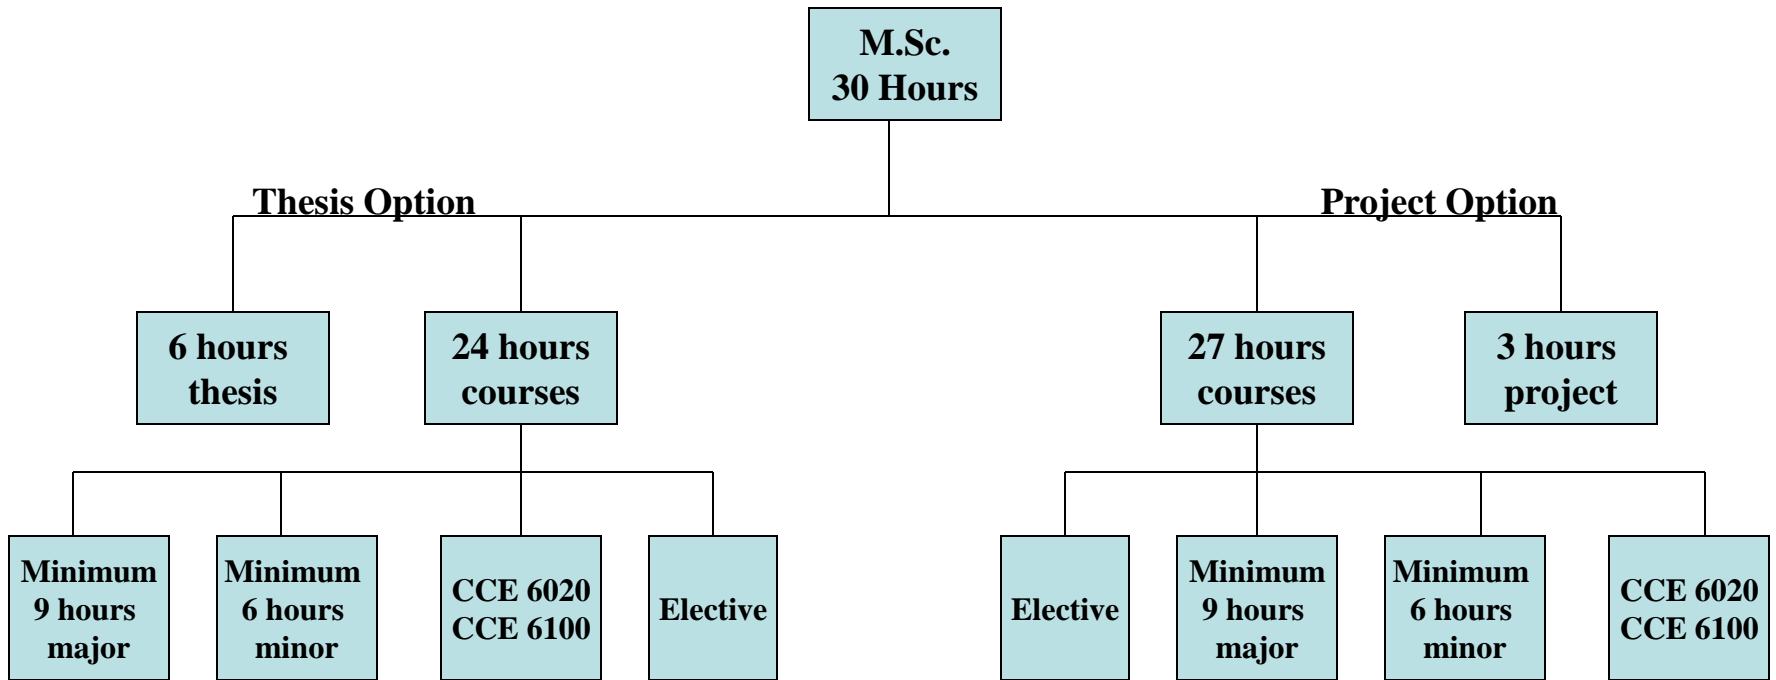 M.Sc.
30 Hours
Thesis Option
Project Option
6 hours
thesis
24 hours
courses
27 hours
courses
3 hours
project
Minimum
9 hours
major
Minimum
6 hours
minor
CCE 6020
CCE 6100
Elective
Elective
Minimum
9 hours
major
Minimum
6 hours
minor
CCE 6020
CCE 6100